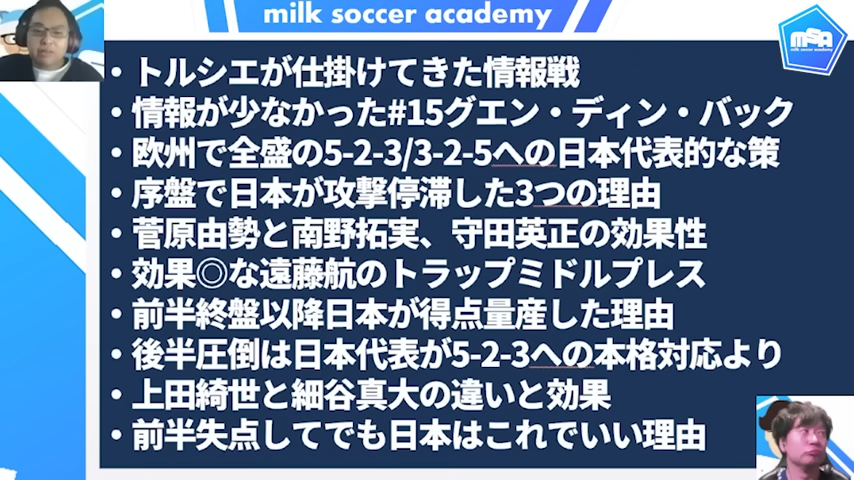 milk soccer academy
MSA
milk soccer academy
・トルシエが仕掛けてきた情報戦
・情報が少なかった#15グエン・ディン・バック
・欧州で全盛の5-2-3/3-2-5への日本代表的な策
・序盤で日本が攻撃停滞した3つの理由
・菅原由勢と南野拓実、守田英正の効果性
・効果◎な遠藤航のトラップミドルプレス
・前半終盤以降日本が得点量産した理由
・後半圧倒は日本代表が5-2-3への本格対応より
・上田綺世と細谷真大の違いと効果
・前半失点してでも日本はこれでいい理由